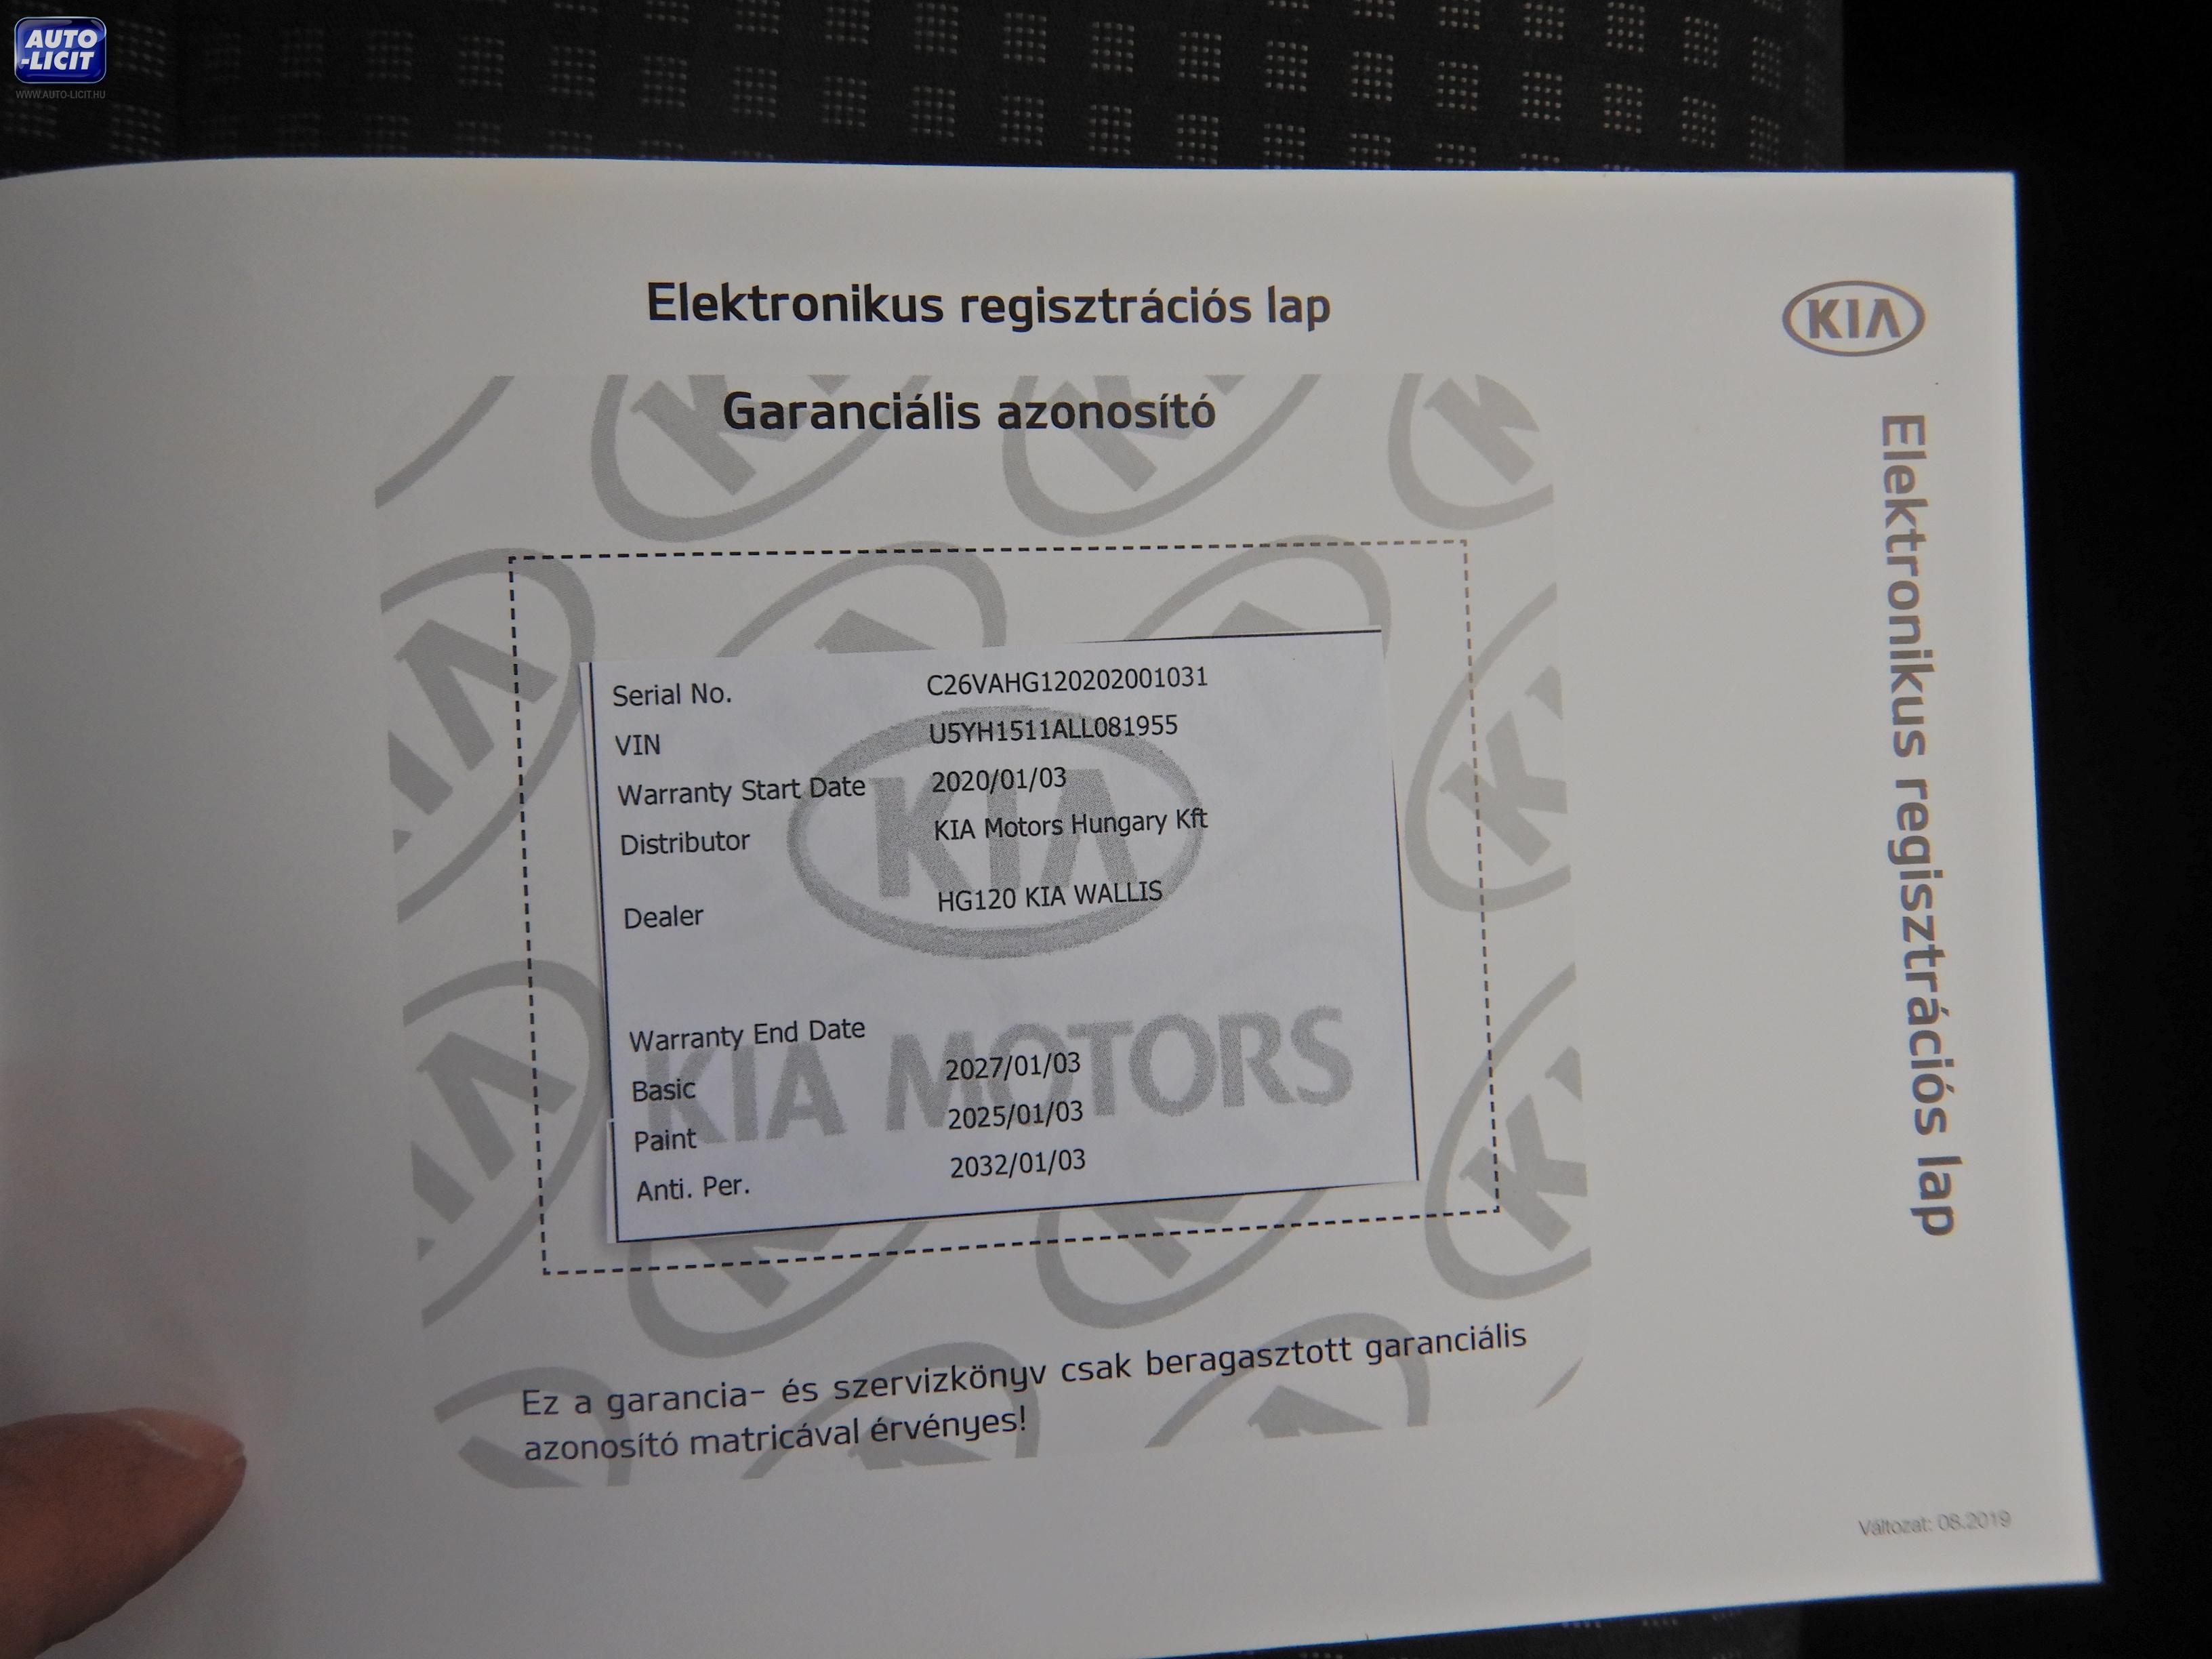 AUTO
-LICIT
WWW.AUTO-LICIT.HU
Elektronikus regisztrációs lap
KIA
Garanciális azonosító
Elektronikus regisztrációs lap
Serial No. C26VAHG120202001031
VIN U5YH1511ALL081955
Warranty Start Date 2020/01/03
Distributor KIA Motors Hungary Kft
Dealer HG120 KIA WALLIS
KIA
KIA MOTORS
Warranty End Date
Basic 2027/01/03
Paint 2025/01/03
Anti. Per. 2032/01/03
Ez a garancia- és szervizkönyv csak beragasztott garanciális
azonosító matricával érvényes!
Változat: 08.2019